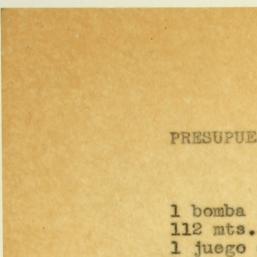 PRESUPUE
1 bomba
112 mts.
1 juego